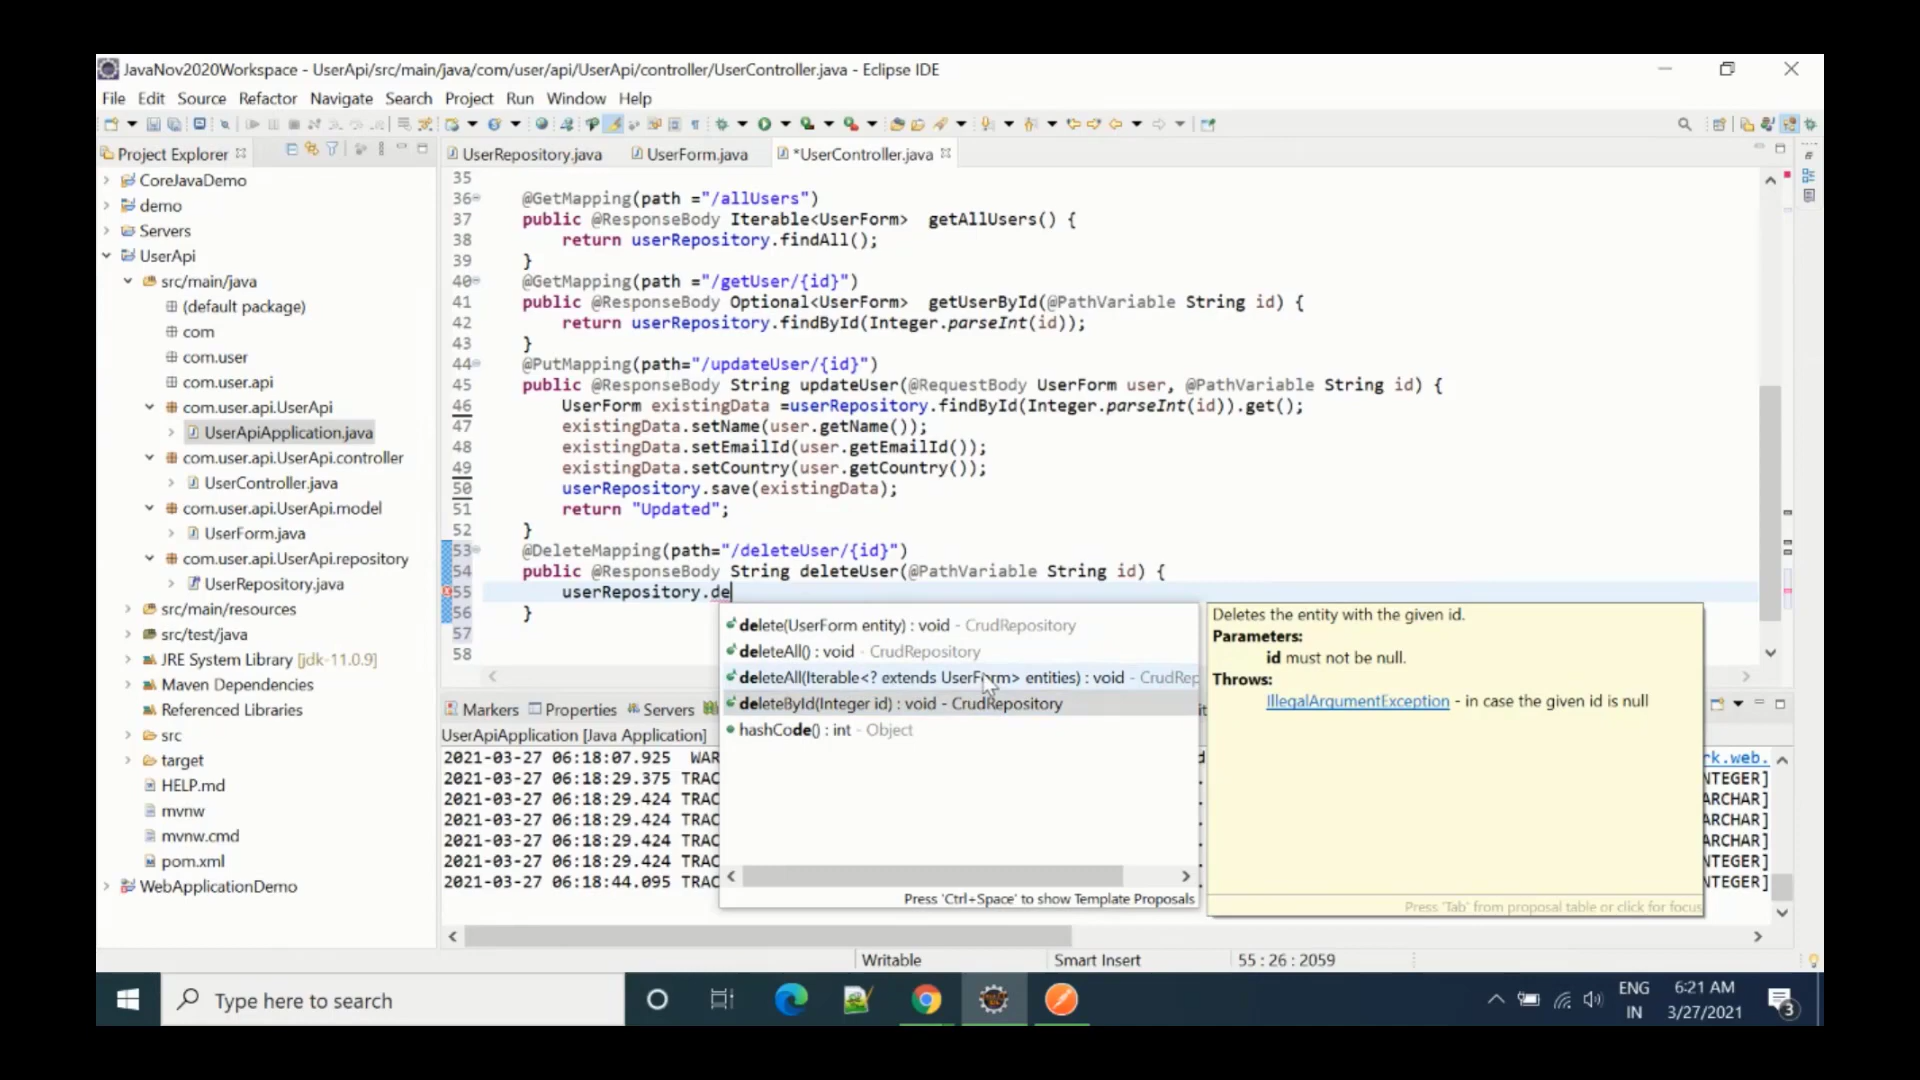 JavaNov2020Workspace - UserApi/src/main/java/com/user/api/UserApi/controller/UserController.java - Eclipse IDE
File Edit Source Refactor Navigate Search Project Run Window Help
Project Explorer
UserRepository.java UserForm.java *UserController.java
CoreJavaDemo
demo
Servers
UserApi
src/main/java
(default package)
com
com.user
com.user.api
com.user.api.UserApi
UserApiApplication.java
com.user.api.UserApi.controller
UserController.java
com.user.api.UserApi.model
UserForm.java
com.user.api.UserApi.repository
UserRepository.java
src/main/resources
src/test/java
JRE System Library [jdk-11.0.9]
Maven Dependencies
Referenced Libraries
src
target
HELP.md
mvnw
mvnw.cmd
pom.xml
WebApplicationDemo
35
36 @GetMapping(path ="/allUsers")
37 public @ResponseBody Iterable<UserForm> getAllUsers() {
38 return userRepository.findAll();
39 }
40 @GetMapping(path ="/getUser/{id}")
41 public @ResponseBody Optional<UserForm> getUserById(@PathVariable String id) {
42 return userRepository.findById(Integer.parseInt(id));
43 }
44 @PutMapping(path="/updateUser/{id}")
45 public @ResponseBody String updateUser(@RequestBody UserForm user, @PathVariable String id) {
46 UserForm existingData =userRepository.findById(Integer.parseInt(id)).get();
47 existingData.setName(user.getName());
48 existingData.setEmailId(user.getEmailId());
49 existingData.setCountry(user.getCountry());
50 userRepository.save(existingData);
51 return "Updated";
52 }
53 @DeleteMapping(path="/deleteUser/{id}")
54 public @ResponseBody String deleteUser(@PathVariable String id) {
55 userRepository.de
56 }
57
58
delete(UserForm entity) : void - CrudRepository
deleteAll() : void - CrudRepository
deleteAll(Iterable<? extends UserForm> entities) : void - CrudRep
deleteById(Integer id) : void - CrudRepository
hashCode() : int - Object
Press 'Ctrl+Space' to show Template Proposals
Deletes the entity with the given id.
Parameters:
id must not be null.
Throws:
IllegalArgumentException - in case the given id is null
Press 'Tab' from proposal table or click for focus
Markers Properties Servers
UserApiApplication [Java Application]
2021-03-27 06:18:07.925 WAR rk.web.
2021-03-27 06:18:29.375 TRAC NTEGER]
2021-03-27 06:18:29.424 TRAC ARCHAR]
2021-03-27 06:18:29.424 TRAC ARCHAR]
2021-03-27 06:18:29.424 TRAC ARCHAR]
2021-03-27 06:18:29.424 TRAC NTEGER]
2021-03-27 06:18:44.095 TRAC NTEGER]
Writable Smart Insert 55 : 26 : 2059
Type here to search
ENG
IN
6:21 AM
3/27/2021
3